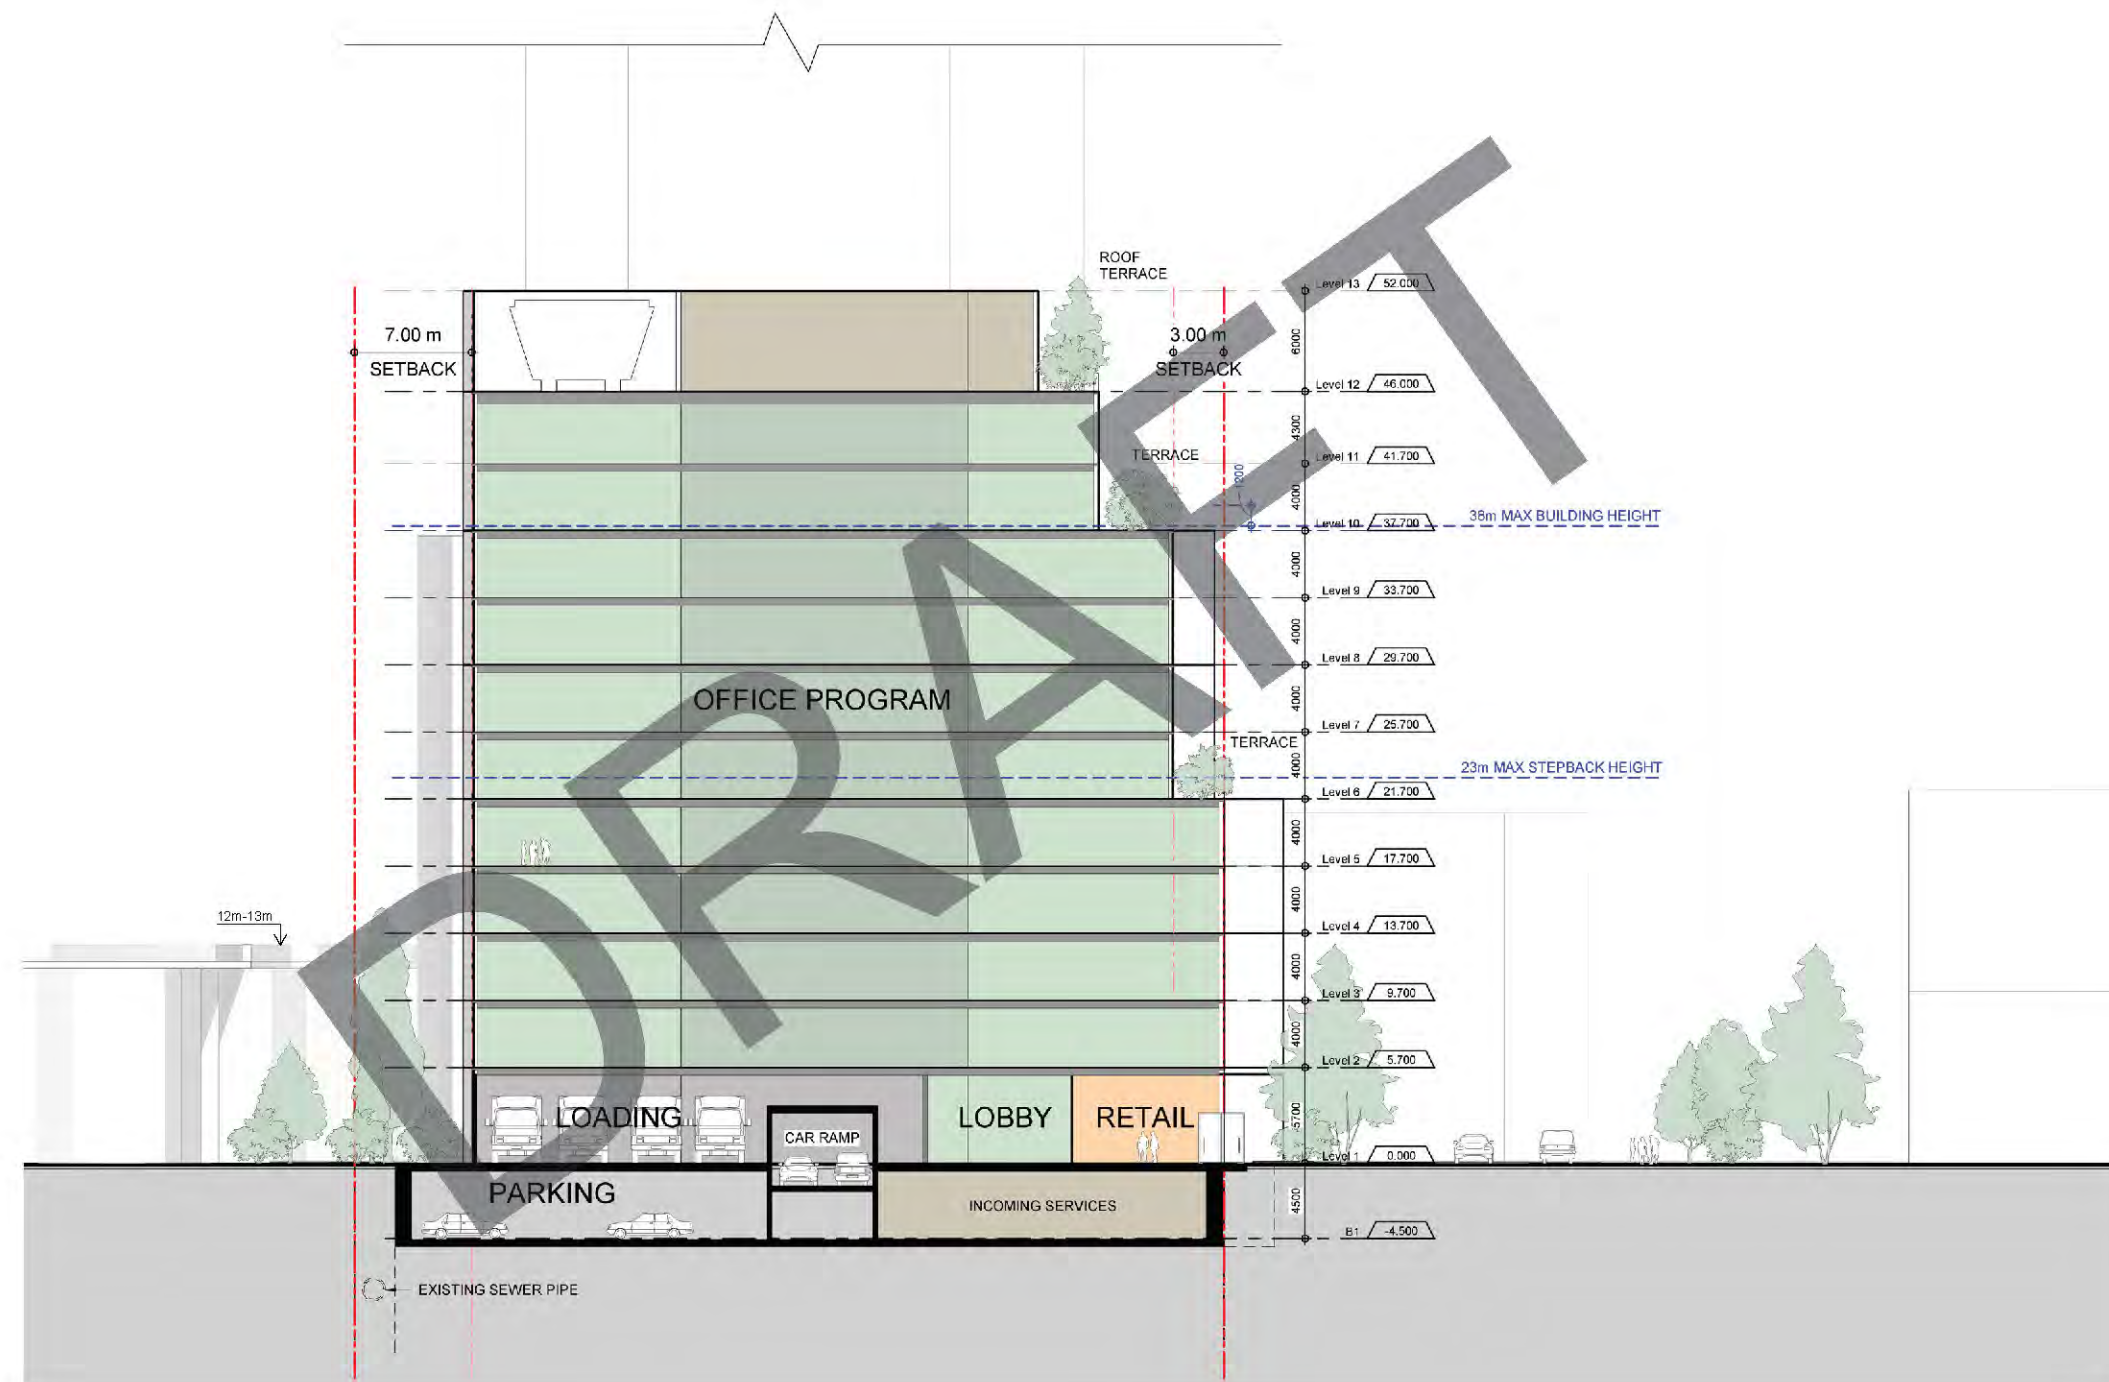 ROOF
TERRACE
7.00 m
SETBACK
3.00 m
SETBACK
Level 13 52.000
6000
Level 12 46.000
4300
TERRACE
Level 11 41.700
1200
4000
38m MAX BUILDING HEIGHT
Level 10 37.700
4000
Level 9 33.700
4000
Level 8 29.700
OFFICE PROGRAM
4000
Level 7 25.700
TERRACE
4000
23m MAX STEPBACK HEIGHT
Level 6 21.700
4000
Level 5 17.700
4000
12m-13m
Level 4 13.700
4000
Level 3 9.700
4000
Level 2 5.700
LOADING
LOBBY
RETAIL
5700
CAR RAMP
Level 1 0.000
PARKING
INCOMING SERVICES
4500
B1 -4.500
EXISTING SEWER PIPE
DRAFT